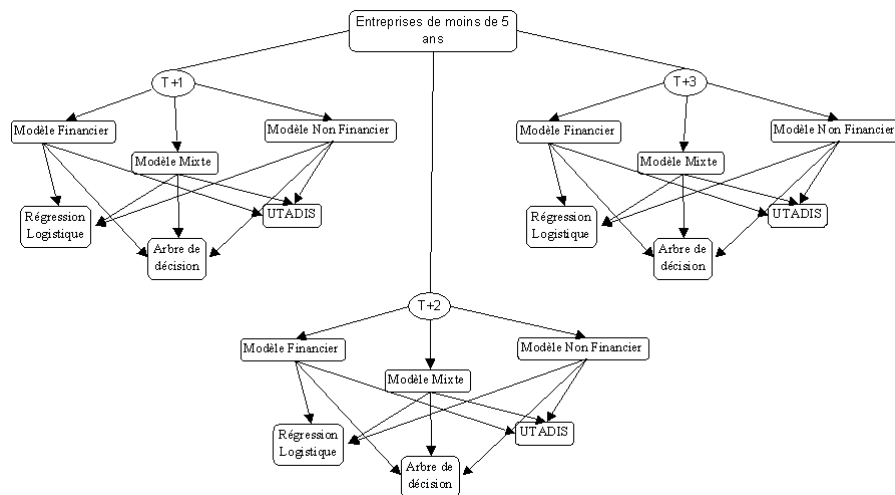 Entreprises de moins de 5
ans
T+1
Modèle Financier
Modèle Non Financier
Modèle Mixte
Régression
Logistique
UTADIS
Arbre de
décision
T+3
Modèle Financier
Modèle Non Financier
Modèle Mixte
Régression
Logistique
UTADIS
Arbre de
décision
T+2
Modèle Financier
Modèle Non Financier
Modèle Mixte
Régression
Logistique
UTADIS
Arbre de
décision